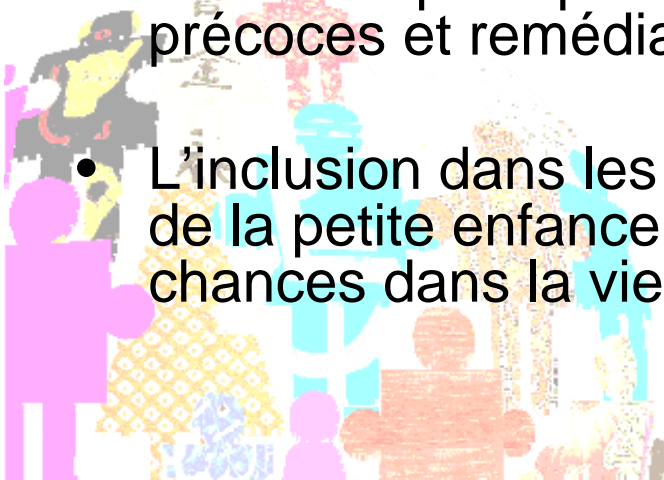 précoces et remédia
• L’inclusion dans les
de la petite enfance
chances dans la vie